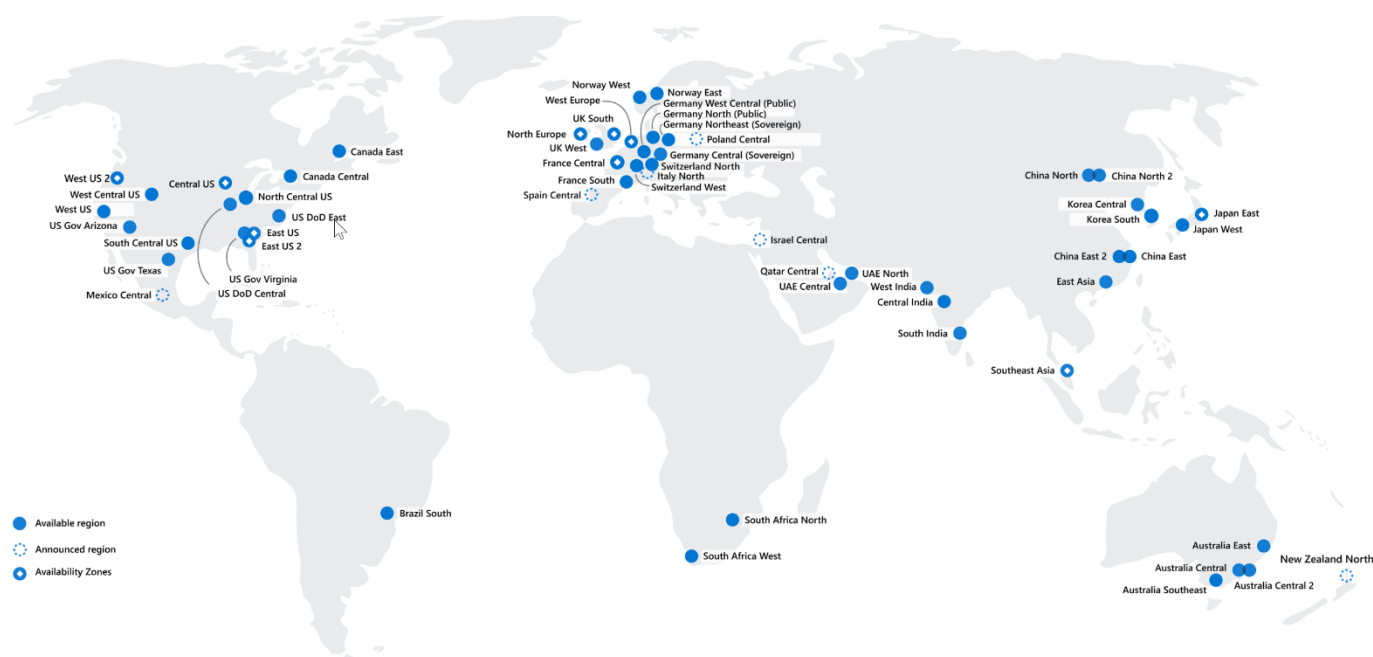 Norway West
Norway East
West Europe
Germany West Central (Public)
Germany North (Public)
UK South
Germany Northeast (Sovereign)
North Europe
Poland Central
UK West
Germany Central (Sovereign)
France Central
Switzerland North
Italy North
France South
Switzerland West
Spain Central
Canada East
Canada Central
West US 2
Central US
West Central US
North Central US
West US
US DoD East
US Gov Arizona
East US
South Central US
East US 2
US Gov Texas
US Gov Virginia
Mexico Central
US DoD Central
China North
China North 2
Korea Central
Japan East
Korea South
Japan West
Israel Central
China East 2
China East
Qatar Central
UAE North
UAE Central
West India
East Asia
Central India
South India
Southeast Asia
Brazil South
South Africa North
South Africa West
Australia East
New Zealand North
Australia Central
Australia Central 2
Australia Southeast
Available region
Announced region
Availability Zones